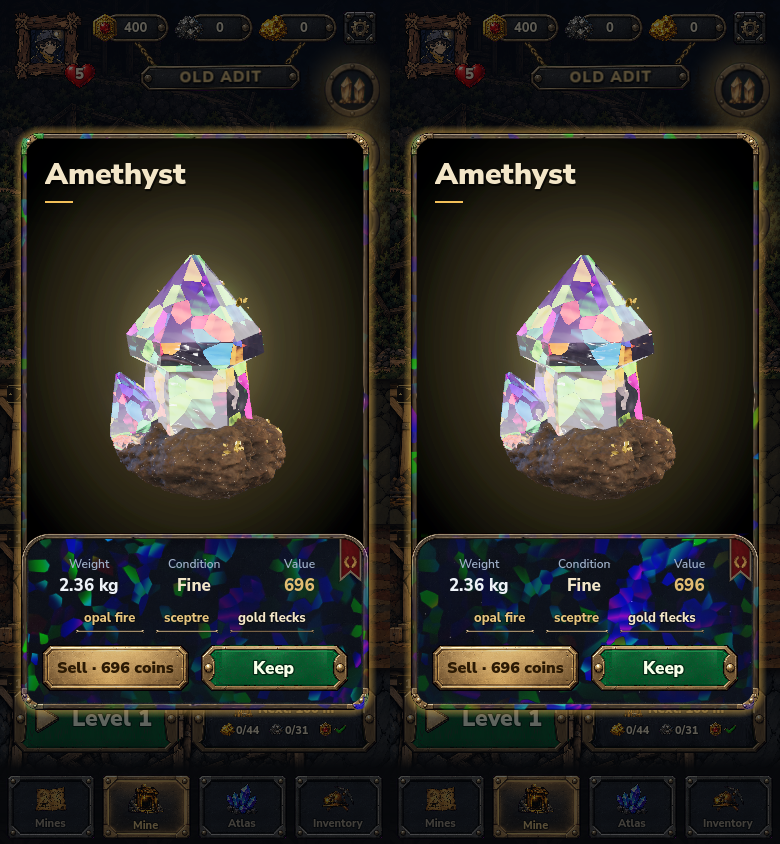 400 0 0
5
OLD ADIT
Amethyst
Weight Condition Value
2.36 kg Fine 696
opal fire sceptre gold flecks
Sell · 696 coins Keep
Level 1
0/44 0/31
Mines Mine Atlas Inventory
400 0 0
5
OLD ADIT
Amethyst
Weight Condition Value
2.36 kg Fine 696
opal fire sceptre gold flecks
Sell · 696 coins Keep
Level 1
0/44 0/31
Mines Mine Atlas Inventory